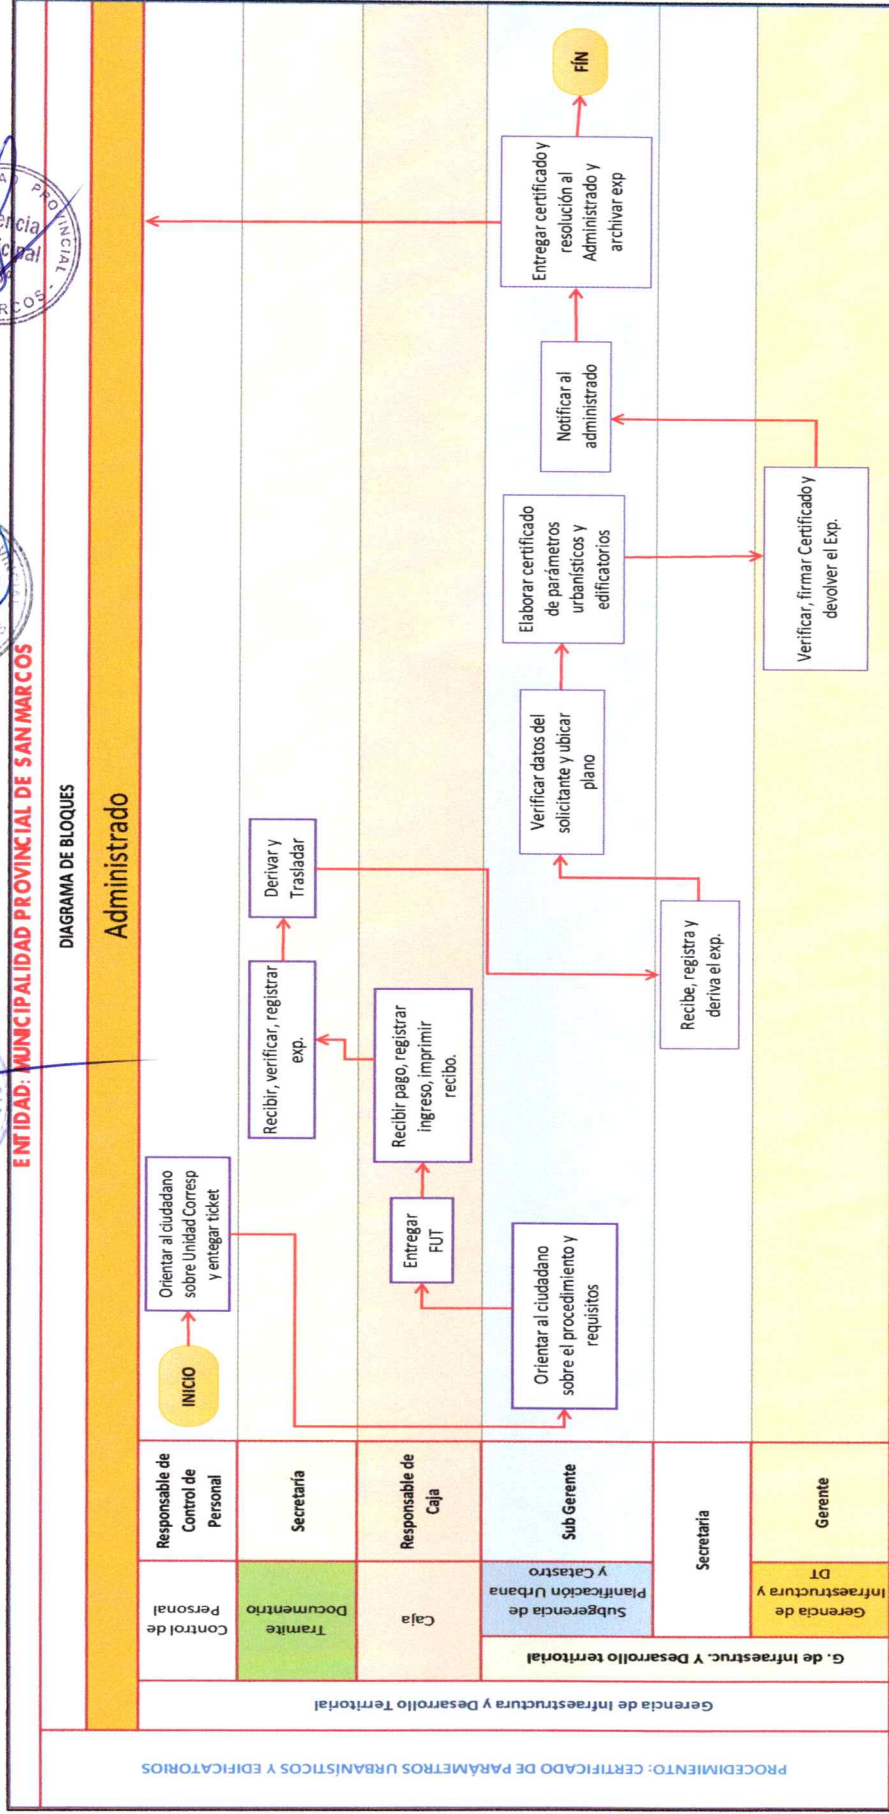 ENTIDAD: MUNICIPALIDAD PROVINCIAL DE SAN MARCOS
DIAGRAMA DE BLOQUES
Administrado
PROCEDIMIENTO: CERTIFICADO DE PARÁMETROS URBANÍSTICOS Y EDIFICATORIOS
Gerencia de Infraestructura y Desarrollo Territorial
Control de
Personal
Responsable de
Control de
Personal
INICIO
Orientar al ciudadano
sobre Unidad Corresp
y entegar ticket
Tramite
Documentrio
Secretaría
Recibir, verificar, registrar
exp.
Derivar y
Trasladar
Caja
Responsable de
Caja
Entregar
FUT
Recibir pago, registrar
ingreso, imprimir
recibo.
G. de Infraestruc. Y Desarrollo territorial
Subgerencia de
Planificación Urbana
y Catastro
Sub Gerente
Orientar al ciudadano
sobre el procedimiento y
requisitos
Verificar datos del
solicitante y ubicar
plano
Elaborar certificado
de parámetros
urbanísticos y
edificatorios
Notificar al
administrado
Entregar certificado y
resolución al
Administrado y
archivar exp
FÍN
Secretaria
Recibe, registra y
deriva el exp.
Gerencia de
Infraestructura y
DT
Gerente
Verificar, firmar Certificado y
devolver el Exp.
PROVINCIAL